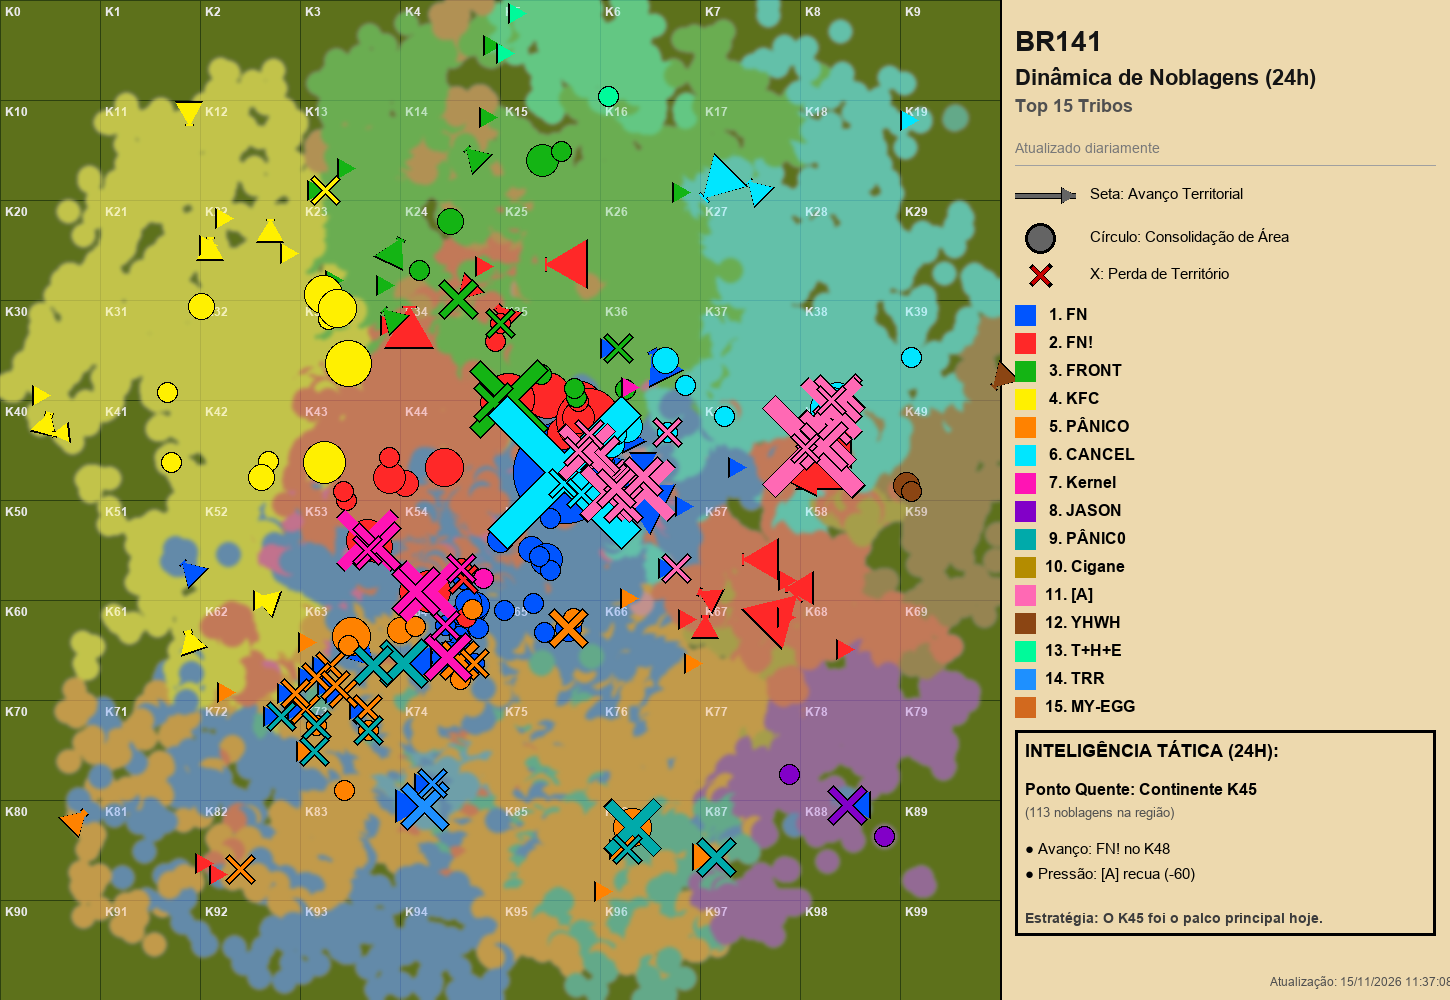 K0 K1 K2 K3 K4 K6 K7 K8 K9
K10 K11 K12 K13 K14 K15 K16 K17 K18 K19
K20 K21 K22 K23 K24 K25 K26 K27 K28 K29
K30 K31 K32 K34 K35 K36 K37 K38 K39
K40 K41 K42 K43 K44 K49
K50 K51 K52 K53 K54 K57 K58 K59
K60 K61 K62 K63 K65 K66 K67 K68 K69
K70 K71 K72 K74 K75 K76 K77 K78 K79
K80 K81 K82 K83 K85 K87 K89
K90 K91 K92 K93 K94 K95 K96 K97 K98 K99
BR141
Dinâmica de Noblagens (24h)
Top 15 Tribos
Atualizado diariamente
Seta: Avanço Territorial
Círculo: Consolidação de Área
X: Perda de Território
1. FN
2. FN!
3. FRONT
4. KFC
5. PÂNICO
6. CANCEL
7. Kernel
8. JASON
9. PÂNIC0
10. Cigane
11. [A]
12. YHWH
13. T+H+E
14. TRR
15. MY-EGG
INTELIGÊNCIA TÁTICA (24H):
Ponto Quente: Continente K45
(113 noblagens na região)
● Avanço: FN! no K48
● Pressão: [A] recua (-60)
Estratégia: O K45 foi o palco principal hoje.
Atualização: 15/11/2026 11:37:08